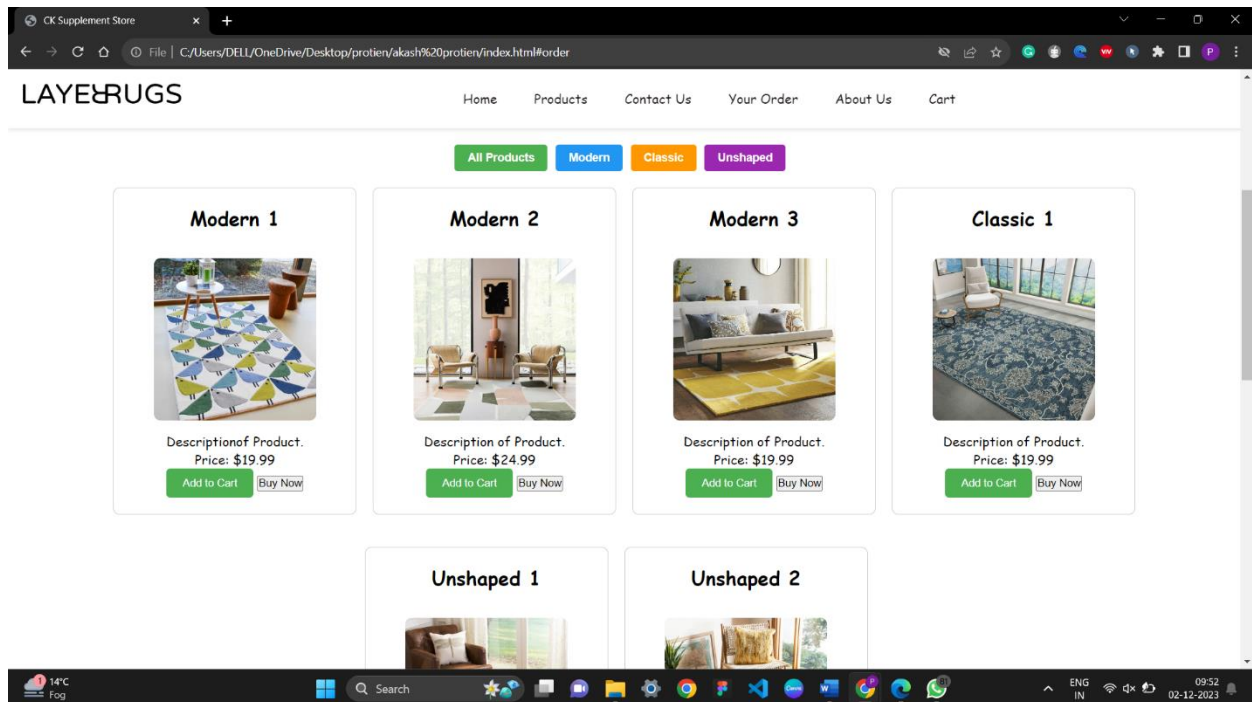 CK Supplement Store
File | C:/Users/DELL/OneDrive/Desktop/protien/akash%20protien/index.html#order
P
LAYERRUGS
Home Products Contact Us Your Order About Us Cart
All Products Modern Classic Unshaped
Modern 1 Modern 2 Modern 3 Classic 1
Descriptionof Product. Description of Product. Description of Product. Description of Product.
Price: $19.99 Price: $24.99 Price: $19.99 Price: $19.99
Add to Cart Buy Now Add to Cart Buy Now Add to Cart Buy Now Add to Cart Buy Now
Unshaped 1 Unshaped 2
1 14°C
Fog
Search
ENG
IN
09:52
02-12-2023